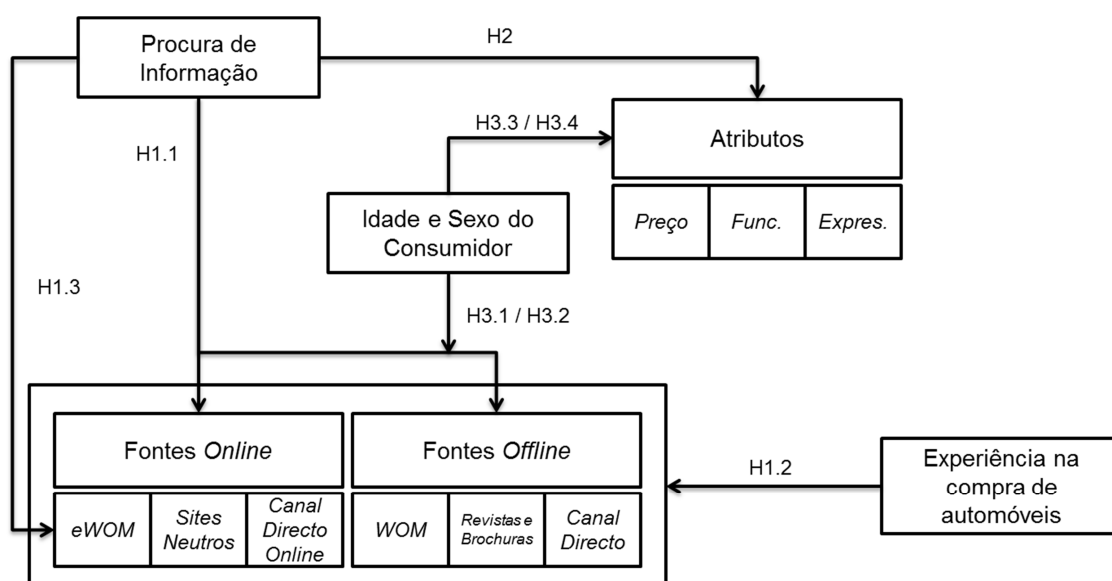 Procura de
Informação
H2
H1.1
H3.3 / H3.4
Atributos
Preço
Func.
Expres.
Idade e Sexo do
Consumidor
H1.3
H3.1 / H3.2
Fontes Online
Fontes Offline
eWOM
Sites
Neutros
Canal
Directo
Online
WOM
Revistas e
Brochuras
Canal
Directo
H1.2
Experiência na
compra de
automóveis